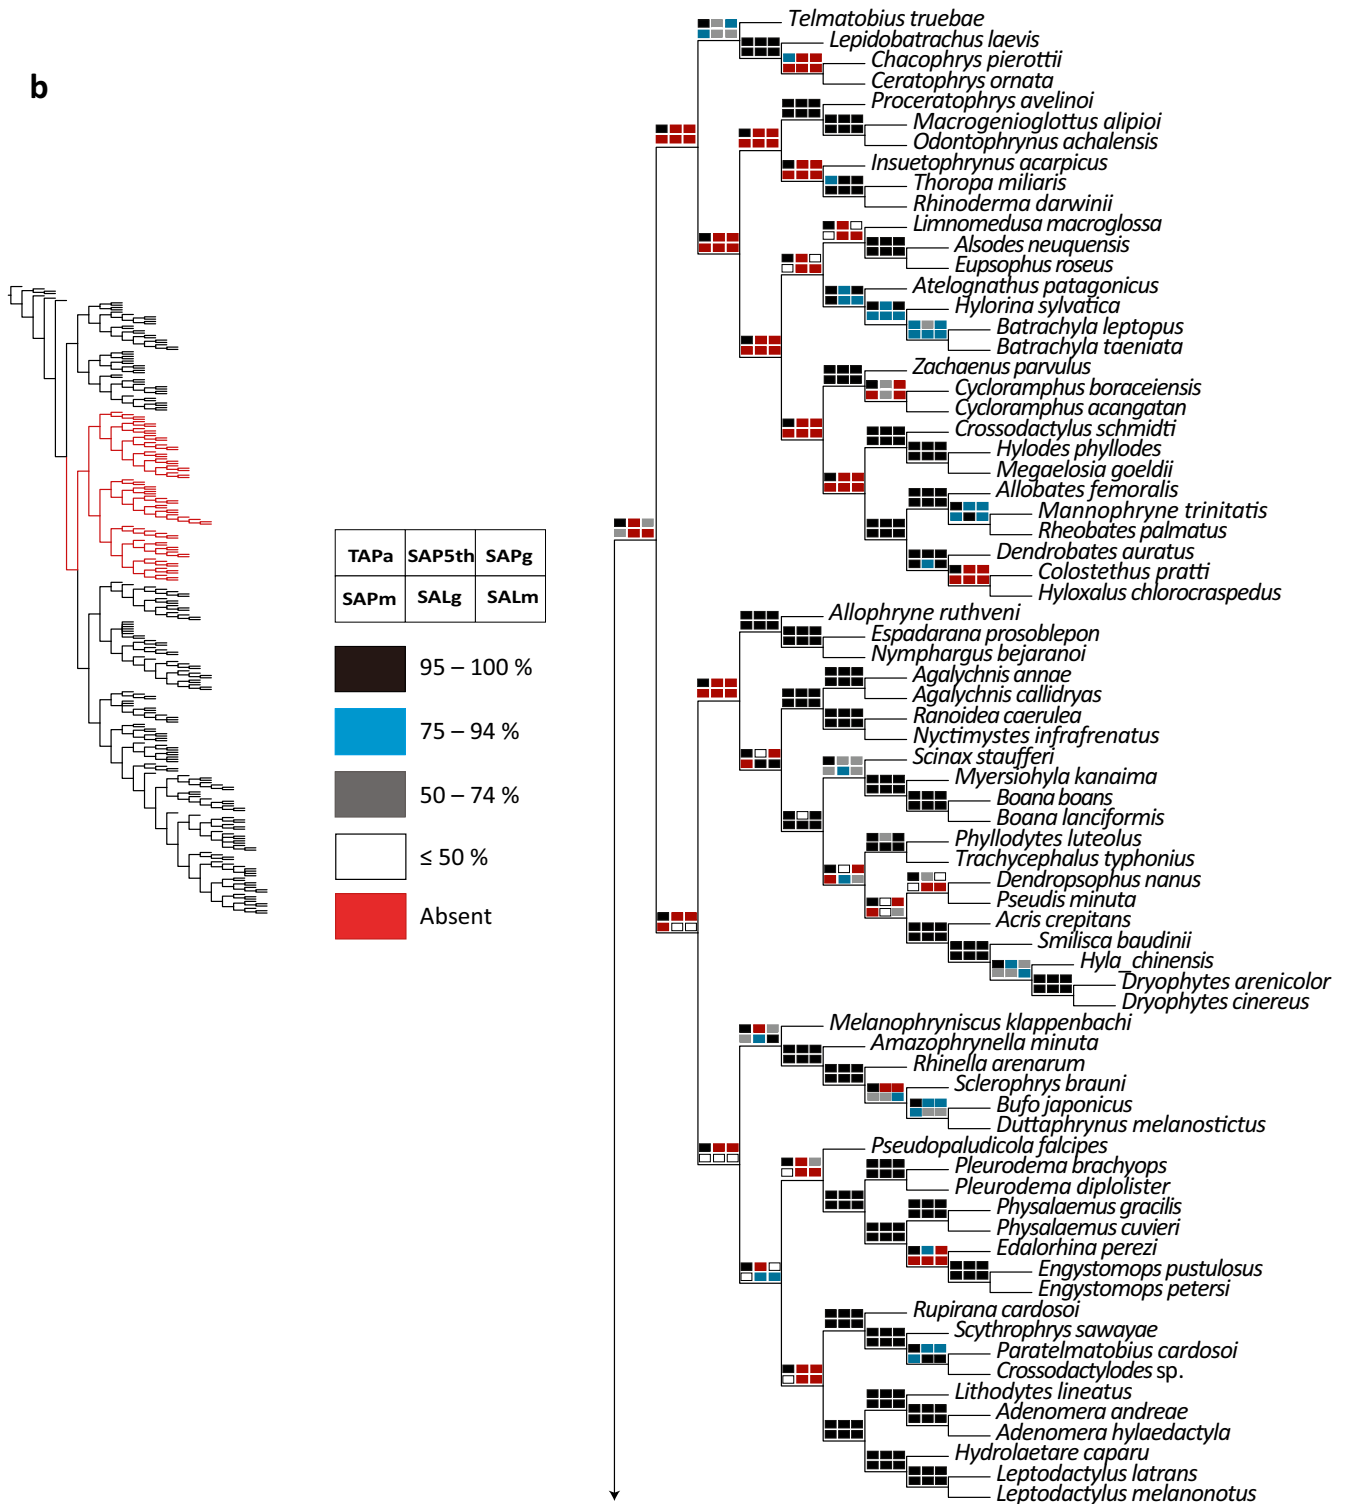 b
TAPa SAP5th SAPg
SAPm SALg SALm
95 – 100 %
75 – 94 %
50 – 74 %
≤ 50 %
Absent
Telmatobius truebae
Lepidobatrachus laevis
Chacophrys pierottii
Ceratophrys ornata
Proceratophrys avelinoi
Macrogenioglottus alipioi
Odontophrynus achalensis
Insuetophrynus acarpicus
Thoropa miliaris
Rhinoderma darwinii
Limnomedusa macroglossa
Alsodes neuquensis
Eupsophus roseus
Atelognathus patagonicus
Hylorina sylvatica
Batrachyla leptopus
Batrachyla taeniata
Zachaenus parvulus
Cycloramphus boraceiensis
Cycloramphus acangatan
Crossodactylus schmidti
Hylodes phyllodes
Megaelosia goeldii
Allobates femoralis
Mannophryne trinitatis
Rheobates palmatus
Dendrobates auratus
Colostethus pratti
Hyloxalus chlorocraspedus
Allophryne ruthveni
Espadarana prosoblepon
Nymphargus bejaranoi
Agalychnis annae
Agalychnis callidryas
Ranoidea caerulea
Nyctimystes infrafrenatus
Scinax staufferi
Myersiohyla kanaima
Boana boans
Boana lanciformis
Phyllodytes luteolus
Trachycephalus typhonius
Dendropsophus nanus
Pseudis minuta
Acris crepitans
Smilisca baudinii
Hyla_chinensis
Dryophytes arenicolor
Dryophytes cinereus
Melanophryniscus klappenbachi
Amazophrynella minuta
Rhinella arenarum
Sclerophrys brauni
Bufo japonicus
Duttaphrynus melanostictus
Pseudopaludicola falcipes
Pleurodema brachyops
Pleurodema diplolister
Physalaemus gracilis
Physalaemus cuvieri
Edalorhina perezi
Engystomops pustulosus
Engystomops petersi
Rupirana cardosoi
Scythrophrys sawayae
Paratelmatobius cardosoi
Crossodactylodes sp.
Lithodytes lineatus
Adenomera andreae
Adenomera hylaedactyla
Hydrolaetare caparu
Leptodactylus latrans
Leptodactylus melanonotus